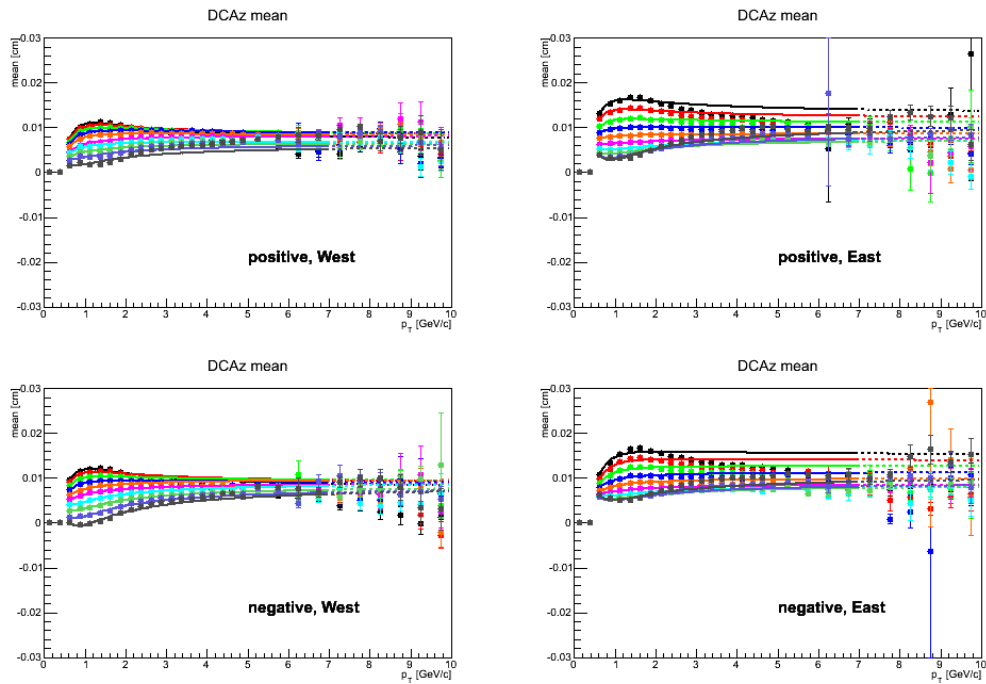 DCAz mean
mean [cm]
0.03
0.02
0.01
0
-0.01
-0.02
-0.03
positive, West
0 1 2 3 4 5 6 7 8 9 10
p_T [GeV/c]
DCAz mean
mean [cm]
0.03
0.02
0.01
0
-0.01
-0.02
-0.03
positive, East
0 1 2 3 4 5 6 7 8 9 10
p_T [GeV/c]
DCAz mean
mean [cm]
0.03
0.02
0.01
0
-0.01
-0.02
-0.03
negative, West
0 1 2 3 4 5 6 7 8 9 10
p_T [GeV/c]
DCAz mean
mean [cm]
0.03
0.02
0.01
0
-0.01
-0.02
-0.03
negative, East
0 1 2 3 4 5 6 7 8 9 10
p_T [GeV/c]